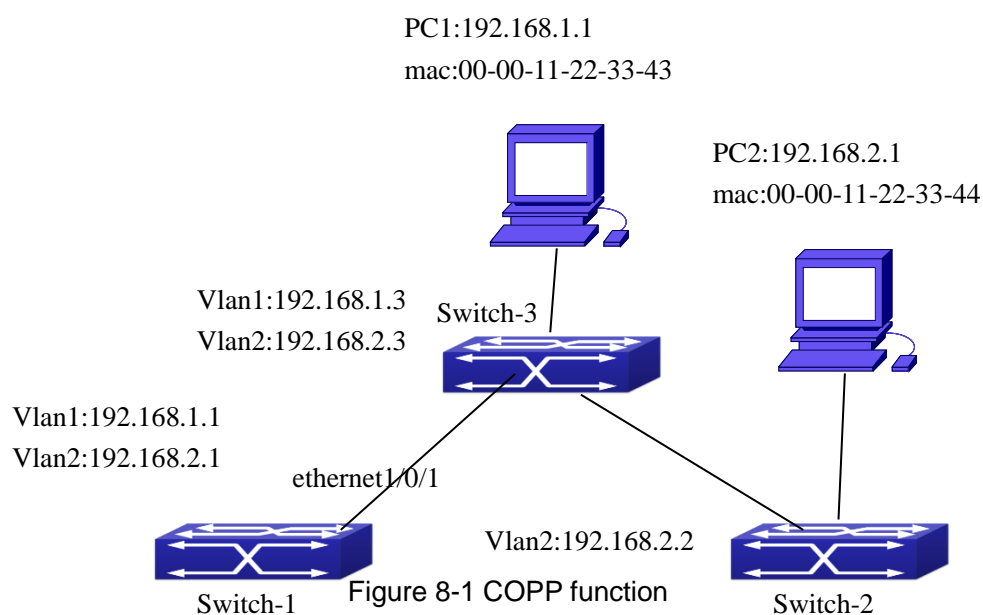 PC1:192.168.1.1
mac:00-00-11-22-33-43
PC2:192.168.2.1
mac:00-00-11-22-33-44
Vlan1:192.168.1.3
Switch-3
Vlan2:192.168.2.3
Vlan1:192.168.1.1
Vlan2:192.168.2.1
ethernet1/0/1
Vlan2:192.168.2.2
Figure 8-1 COPP function
Switch-1
Switch-2